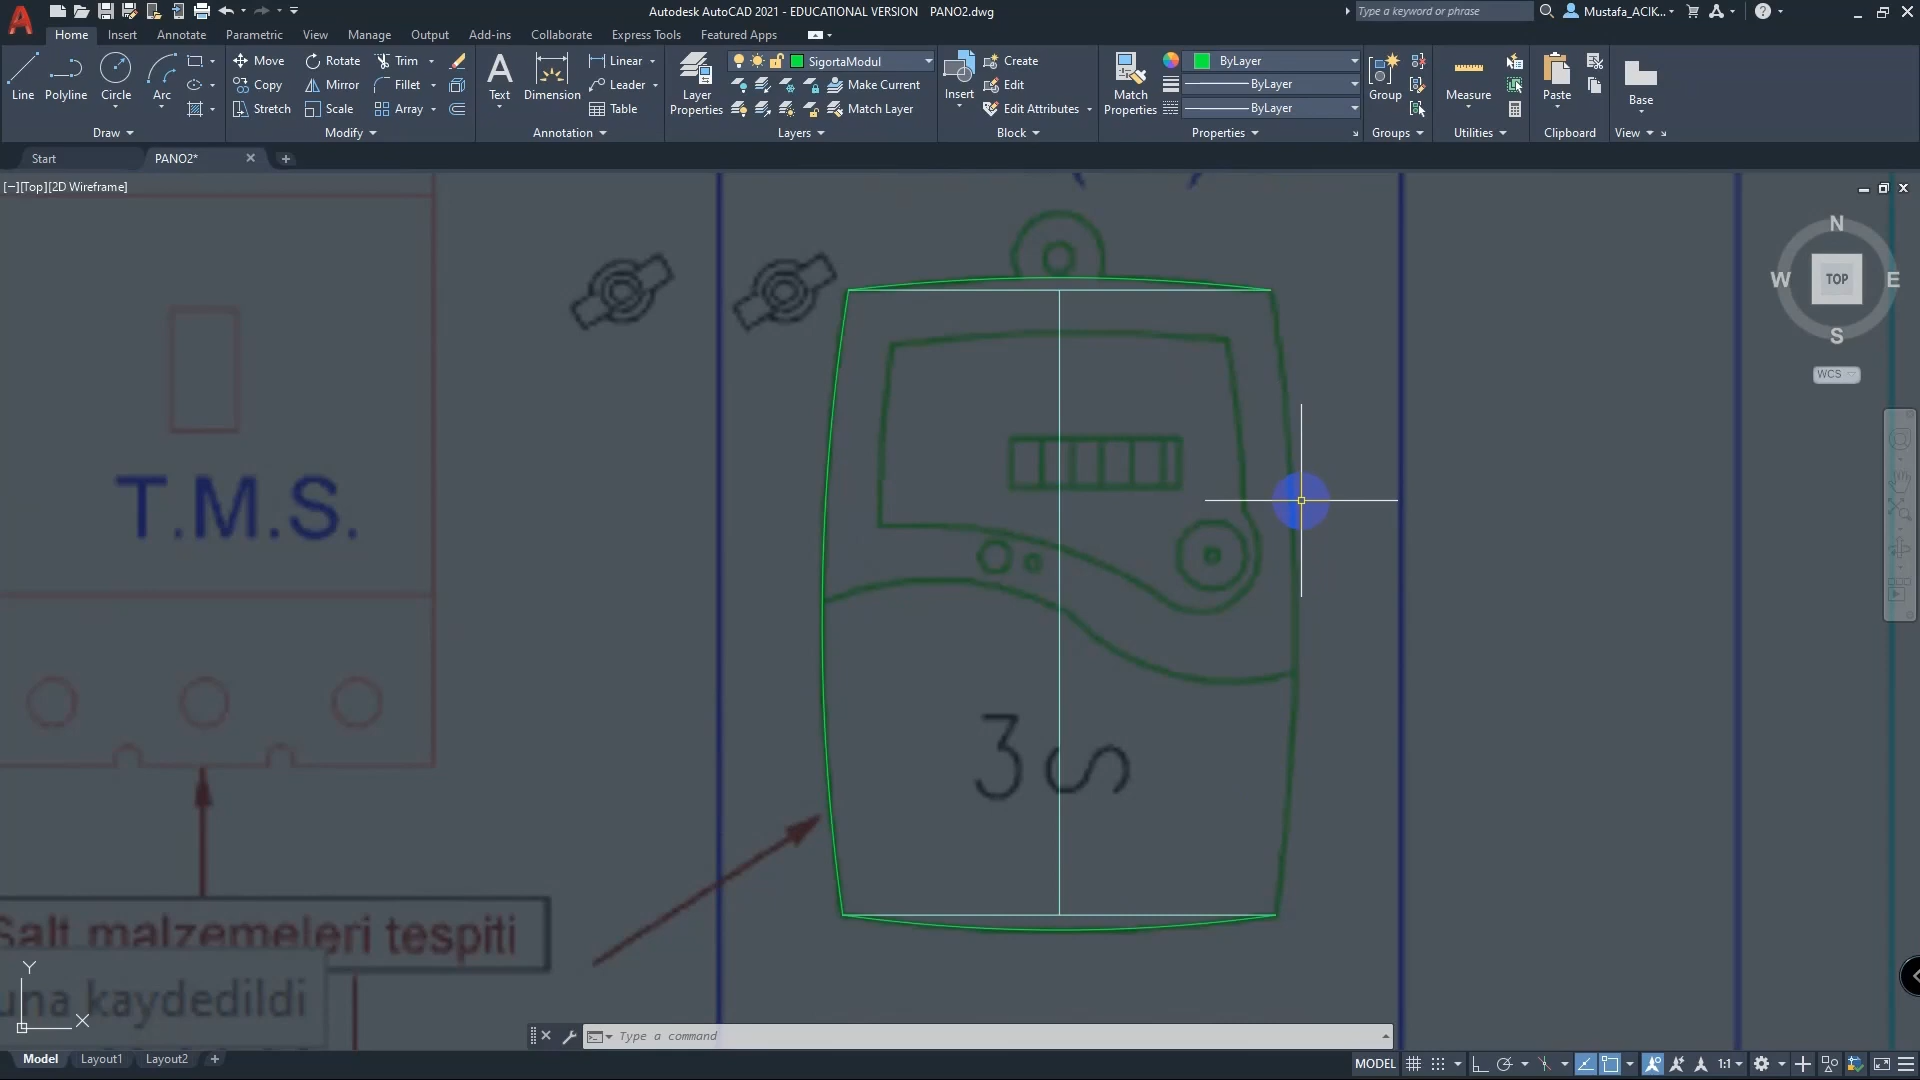 Autodesk AutoCAD 2021 - EDUCATIONAL VERSION PANO2.dwg
Type a keyword or phrase
Mustafa_ACIK...
Home Insert Annotate Parametric View Manage Output Add-ins Collaborate Express Tools Featured Apps
Line Polyline Circle Arc
Draw
Move Rotate Trim
Copy Mirror Fillet
Stretch Scale Array
Modify
Text Dimension
Linear
Leader
Table
Annotation
Layer Properties
SigortaModul
Make Current
Match Layer
Layers
Insert
Create
Edit
Edit Attributes
Block
Match Properties
ByLayer
ByLayer
ByLayer
Properties
Group
Groups
Measure
Utilities
Paste
Clipboard
Base
View
Start PANO2*
[−][Top][2D Wireframe]
N
W TOP E
S
WCS
T.M.S.
3
Salt malzemeleri tespiti
una kaydedildi
Y
X
Type a command
Model Layout1 Layout2
MODEL 1:1